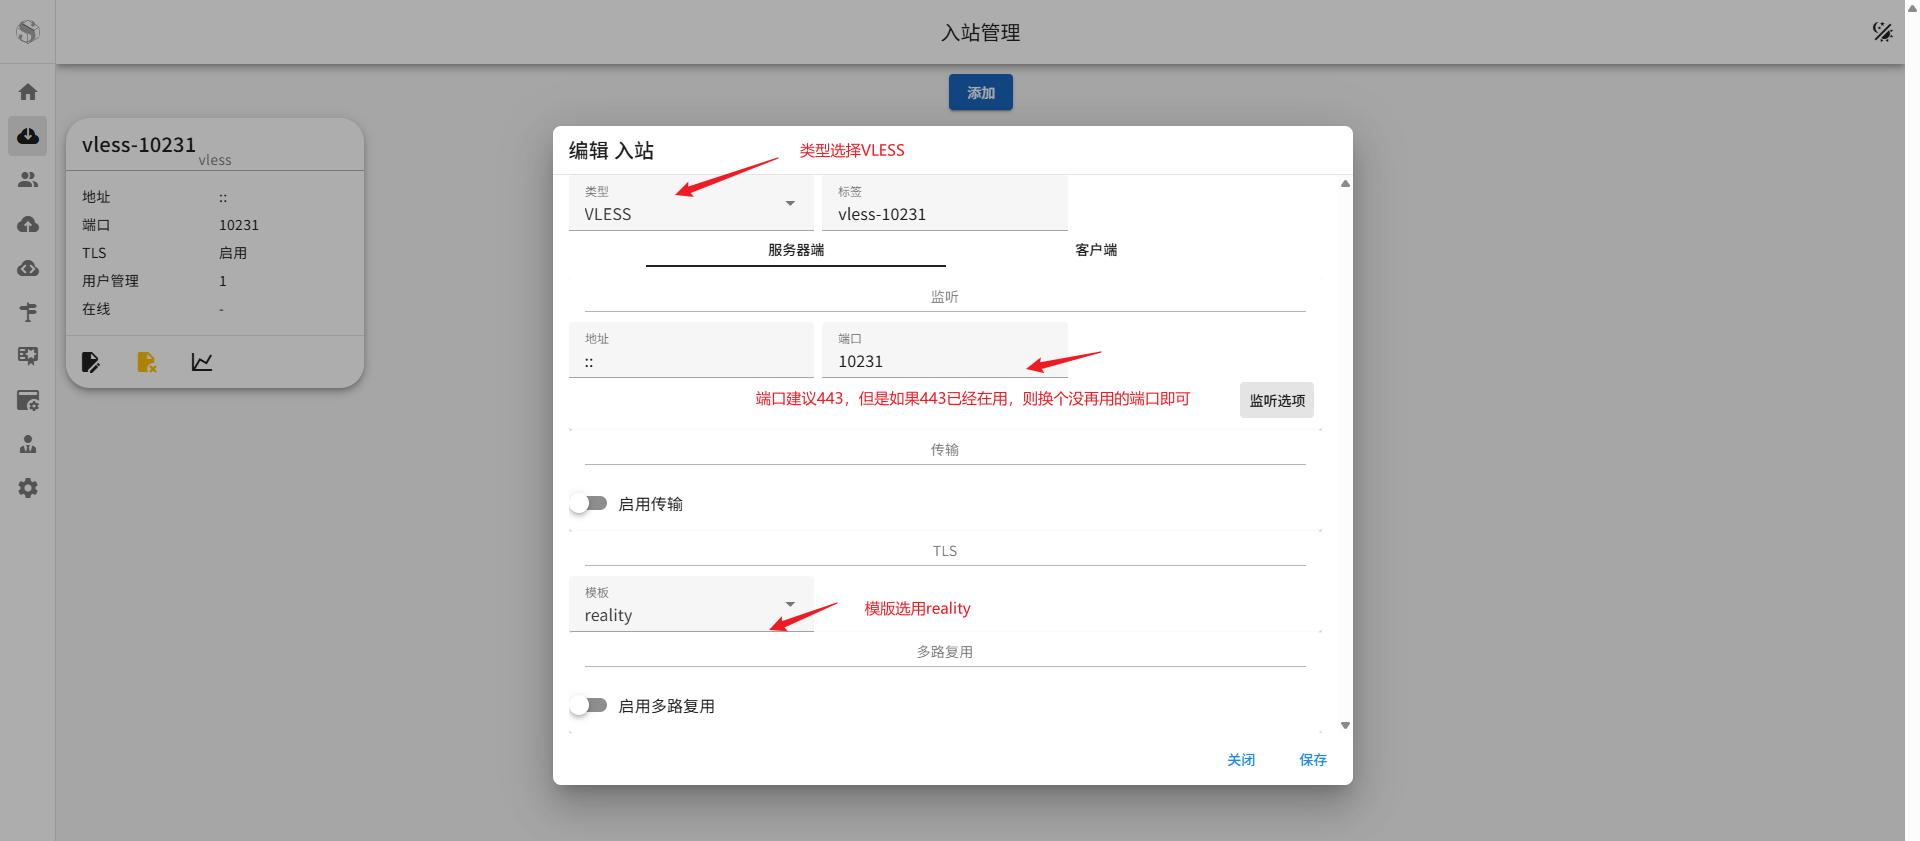 入站管理
添加
vless-10231
vless
地址 ::
端口 10231
TLS 启用
用户管理 1
在线 -
编辑 入站
类型选择VLESS
类型
VLESS
标签
vless-10231
服务器端 客户端
监听
地址
::
端口
10231
端口建议443，但是如果443已经在用，则换个没再用的端口即可
监听选项
传输
启用传输
TLS
模板
reality
模版选用reality
多路复用
启用多路复用
关闭 保存